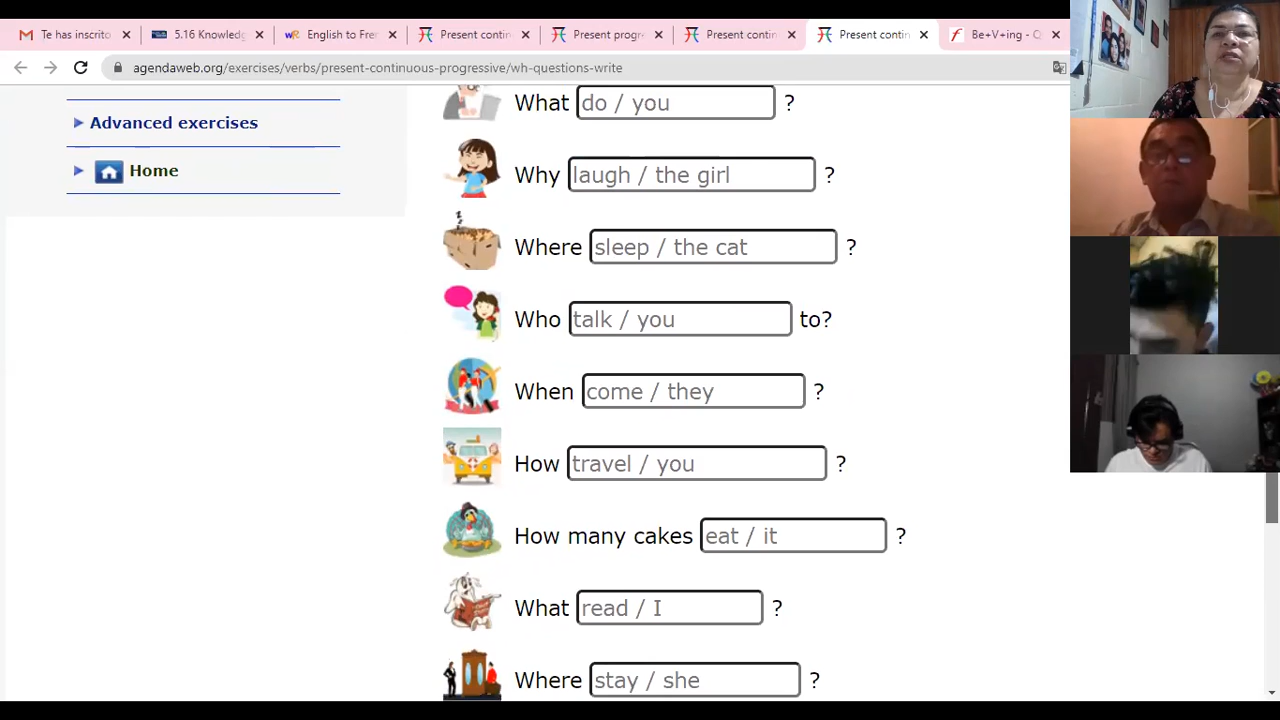 Te has inscrito
5.16 Knowled
English to Fre
Present contin
Present progre
Present contin
Present contin
Be+V+ing - Q
agendaweb.org/exercises/verbs/present-continuous-progressive/wh-questions-write
Advanced exercises
Home
What do / you ?
Why laugh / the girl ?
Where sleep / the cat ?
Who talk / you to?
When come / they ?
How travel / you ?
How many cakes eat / it ?
What read / I ?
Where stay / she ?